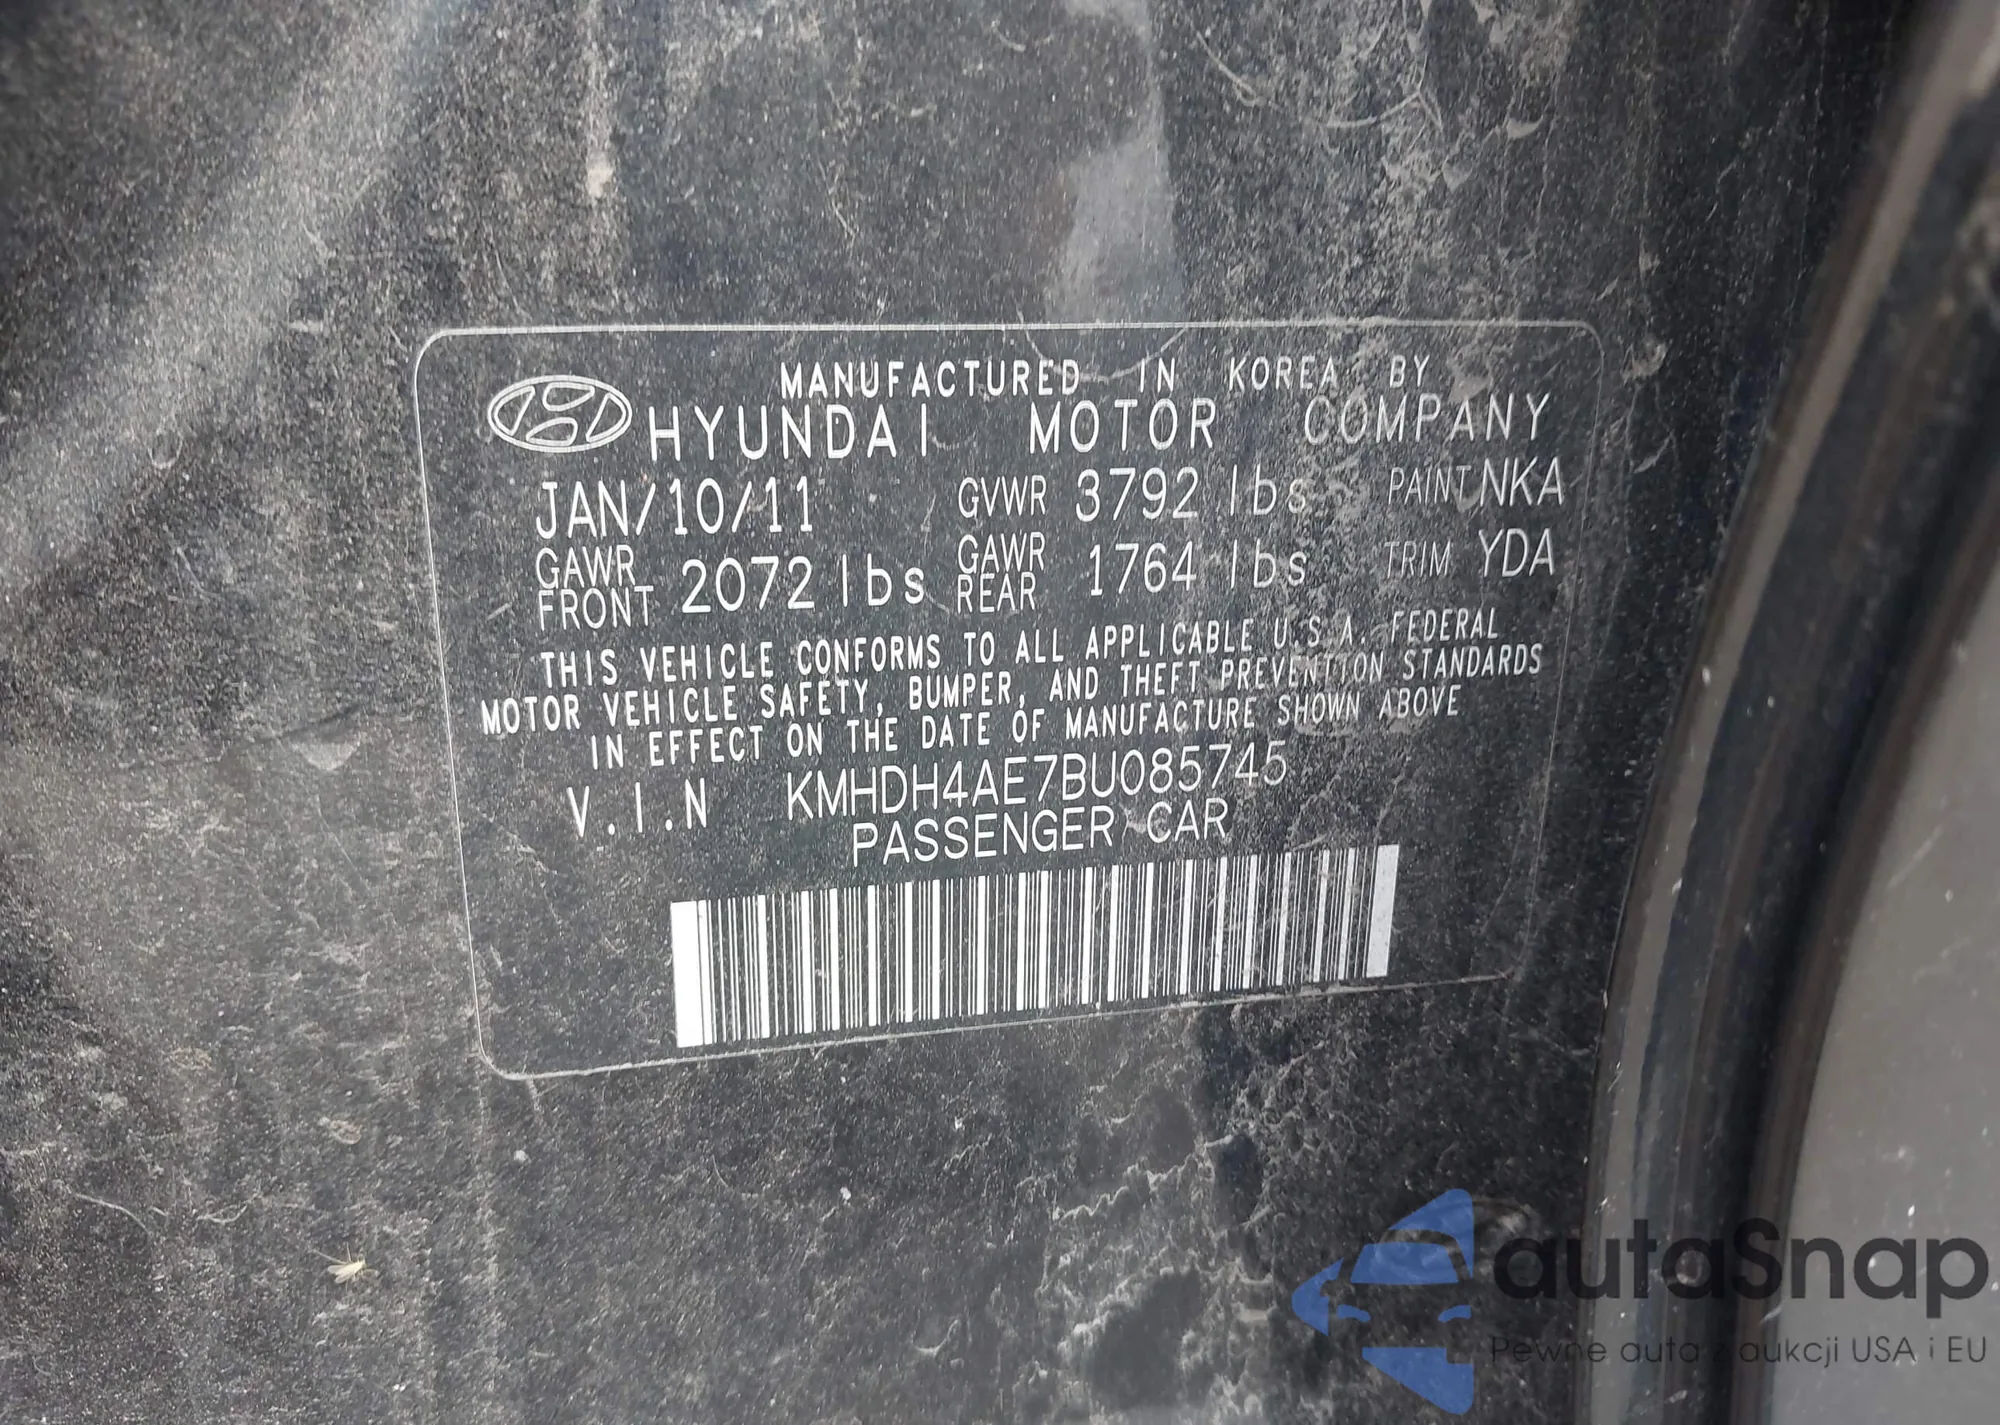 MANUFACTURED IN KOREA BY
HYUNDAI MOTOR COMPANY
JAN/10/11 GVWR 3792 lbs PAINT NKA
GAWR FRONT 2072 lbs GAWR REAR 1764 lbs TRIM YDA
THIS VEHICLE CONFORMS TO ALL APPLICABLE U.S.A. FEDERAL
MOTOR VEHICLE SAFETY, BUMPER, AND THEFT PREVENTION STANDARDS
IN EFFECT ON THE DATE OF MANUFACTURE SHOWN ABOVE
V.I.N KMHDH4AE7BU085745
PASSENGER CAR
autaSnap
Pewne auta z aukcji USA i EU